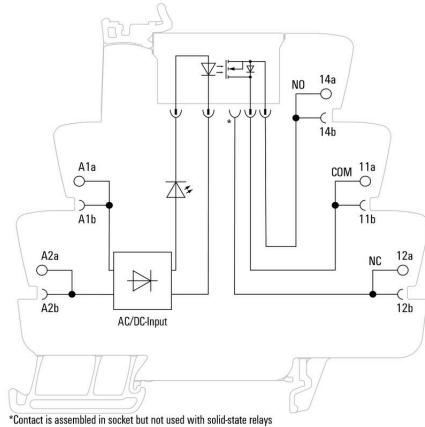 NO
14a
*
14b
A1a
COM
11a
A1b
11b
A2a
NC
12a
A2b
AC/DC-Input
12b
*Contact is assembled in socket but not used with solid-state relays